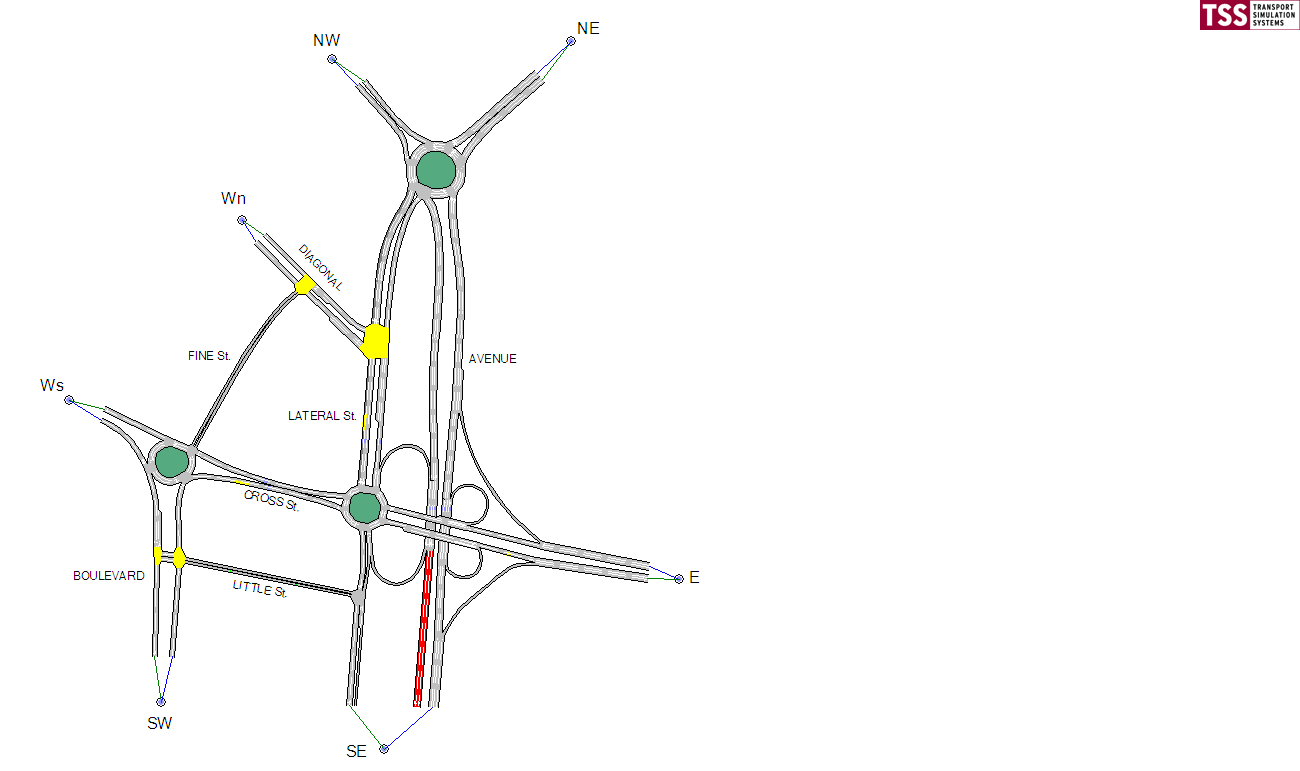 TSS TRANSPORT
SIMULATION
SYSTEMS
NE
NW
Wn
DIAGONAL
FINE St.
AVENUE
Ws
LATERAL St.
CROSS St.
BOULEVARD
LITTLE St.
E
SW
SE